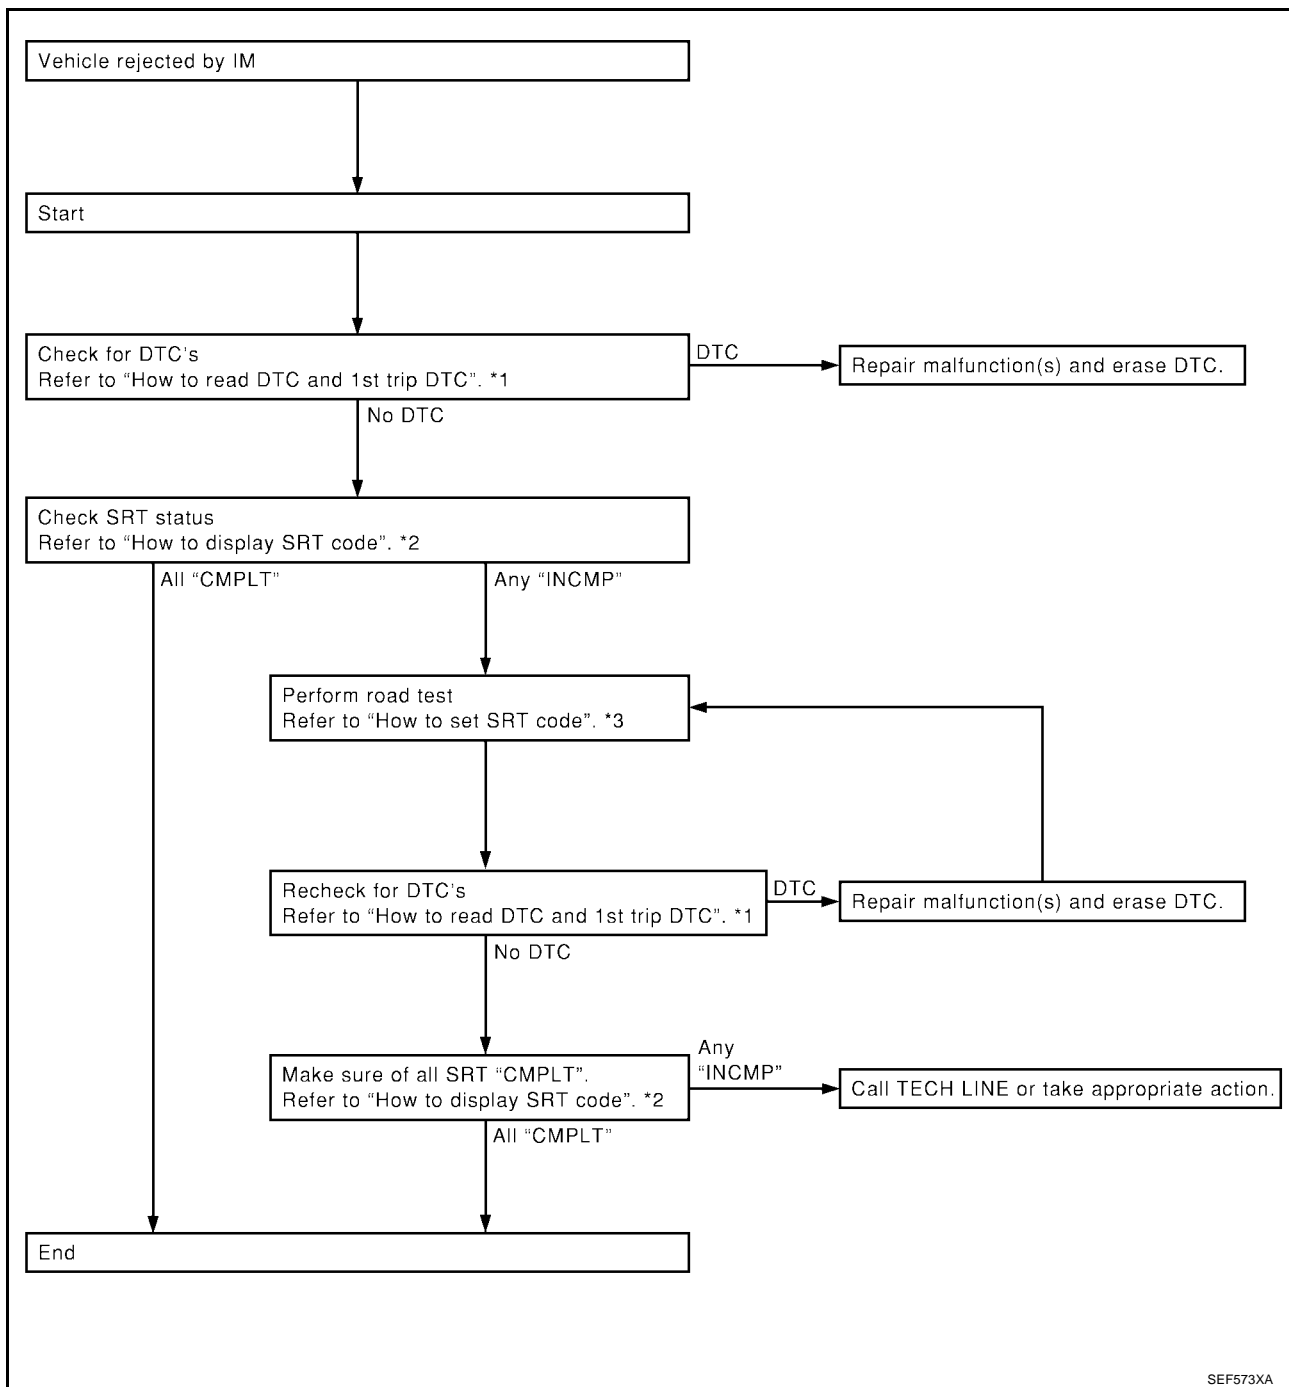 Vehicle rejected by IM
Start
Check for DTC's
Refer to “How to read DTC and 1st trip DTC”. *1
DTC
Repair malfunction(s) and erase DTC.
No DTC
Check SRT status
Refer to “How to display SRT code”. *2
All “CMPLT”
Any “INCMP”
Perform road test
Refer to “How to set SRT code”. *3
Recheck for DTC's
Refer to “How to read DTC and 1st trip DTC”. *1
DTC
Repair malfunction(s) and erase DTC.
No DTC
Make sure of all SRT “CMPLT”.
Refer to “How to display SRT code”. *2
Any
“INCMP”
Call TECH LINE or take appropriate action.
All “CMPLT”
End
SEF573XA